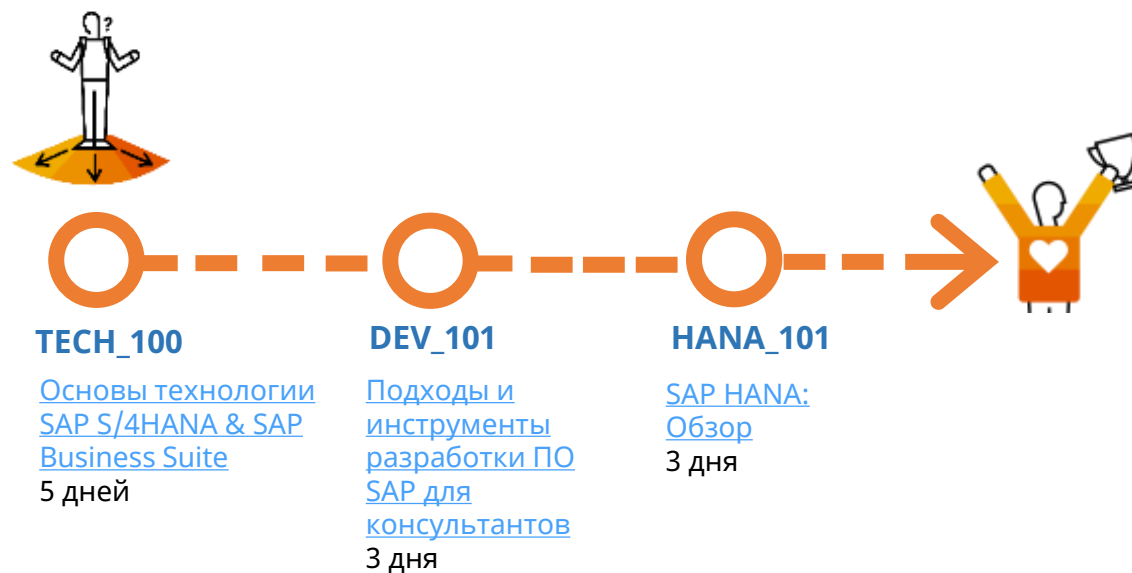 ?
TECH_100
Основы технологии
SAP S/4HANA & SAP
Business Suite
5 дней
DEV_101
Подходы и
инструменты
разработки ПО
SAP для
консультантов
3 дня
HANA_101
SAP HANA:
Обзор
3 дня